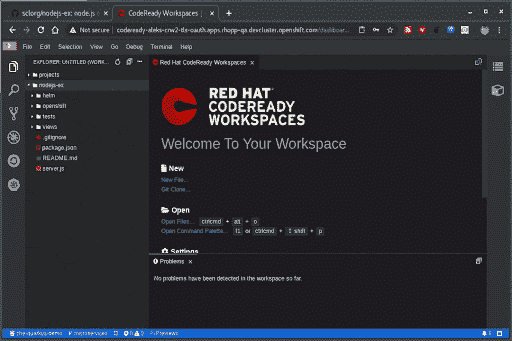 sclorg/nodejs-ex: node.js
CodeReady Workspaces
Not secure | codeready-aleks-crw2-tls-oauth.apps.rhopp-qa.devcluster.openshift.com/dashboar...
File Edit Selection View Go Debug Terminal Help
EXPLORER: UNTITLED (WORK...
projects
nodejs-ex
helm
openshift
tests
views
.gitignore
package.json
README.md
server.js
Red Hat CodeReady Workspaces
RED HAT
CODEREADY
WORKSPACES
Welcome To Your Workspace
New
New File...
Git Clone...
Open
Open Files... ctrlcmd + alt + o
Open Command Palette... f1 or ctrlcmd + shift + p
Settings
Problems
No problems have been detected in the workspace so far.
Previews